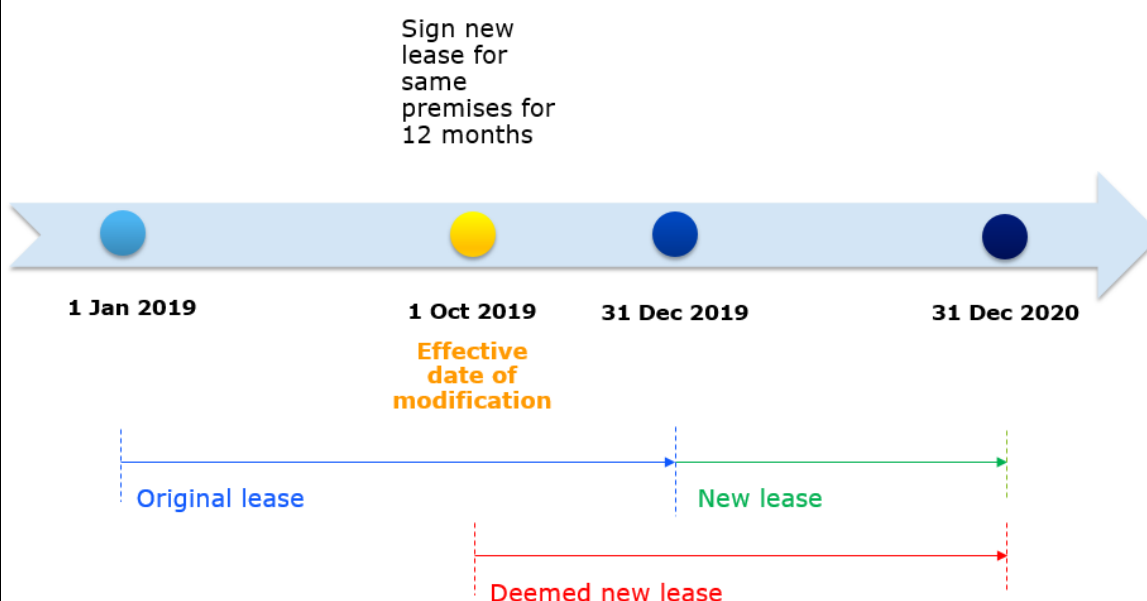 Sign new
lease for
same
premises for
12 months
1 Jan 2019
1 Oct 2019
31 Dec 2019
31 Dec 2020
Effective
date of
modification
Original lease
New lease
Deemed new lease